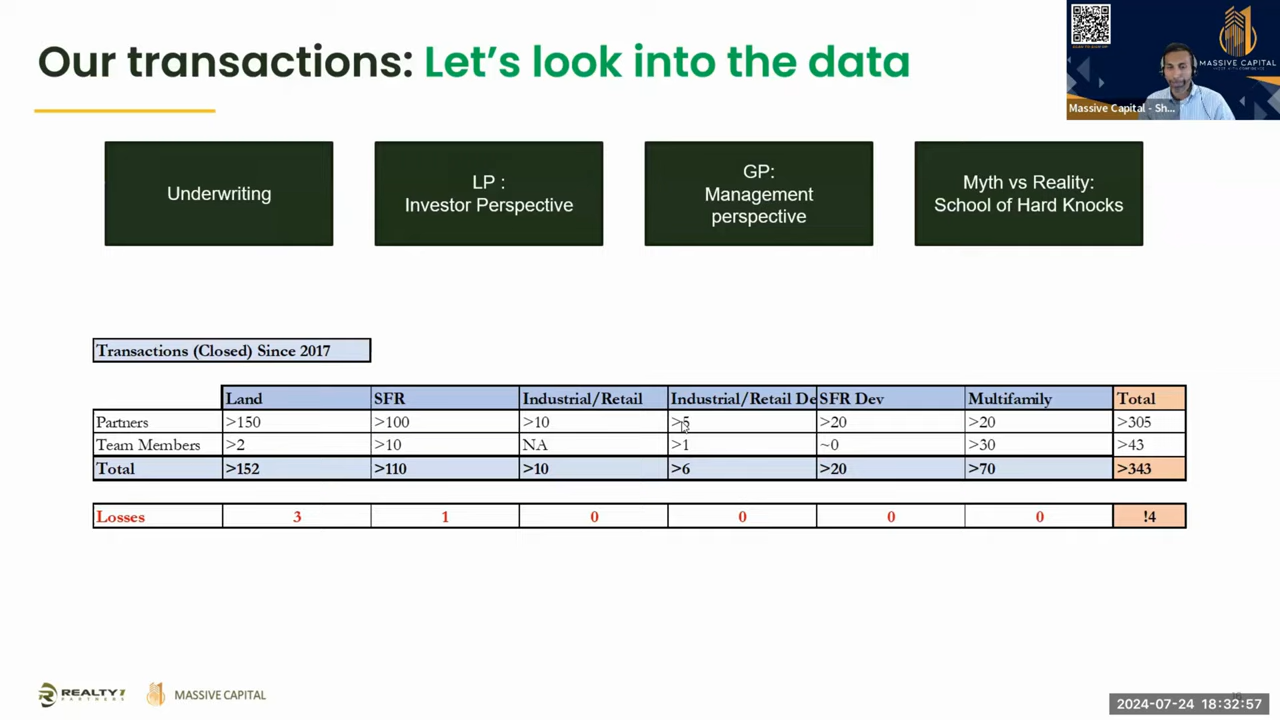 Our transactions: Let's look into the data
MASSIVE CAPITAL
Massive Capital - Sh...
Underwriting
LP :
Investor Perspective
GP:
Management
perspective
Myth vs Reality:
School of Hard Knocks
Transactions (Closed) Since 2017
Land SFR Industrial/Retail Industrial/Retail De SFR Dev Multifamily Total
Partners >150 >100 >10 >5 >20 >20 >305
Team Members >2 >10 NA >1 ~0 >30 >43
Total >152 >110 >10 >6 >20 >70 >343
Losses 3 1 0 0 0 0 !4
REALTY1
PARTNERS
MASSIVE CAPITAL
2024-07-24 18:32:57